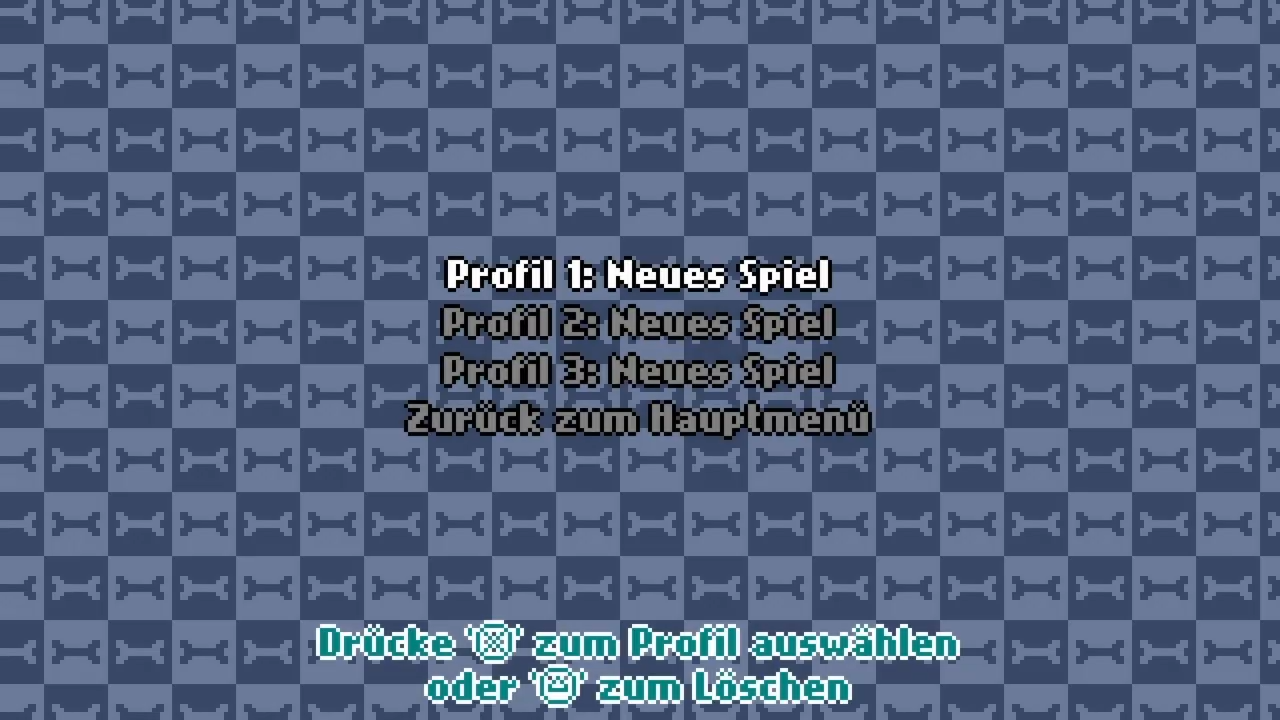 Profil 1: Neues Spiel
Profil 2: Neues Spiel
Profil 3: Neues Spiel
Zurück zum Hauptmenü
Drücke '⊗' zum Profil auswählen
oder '⊡' zum Löschen